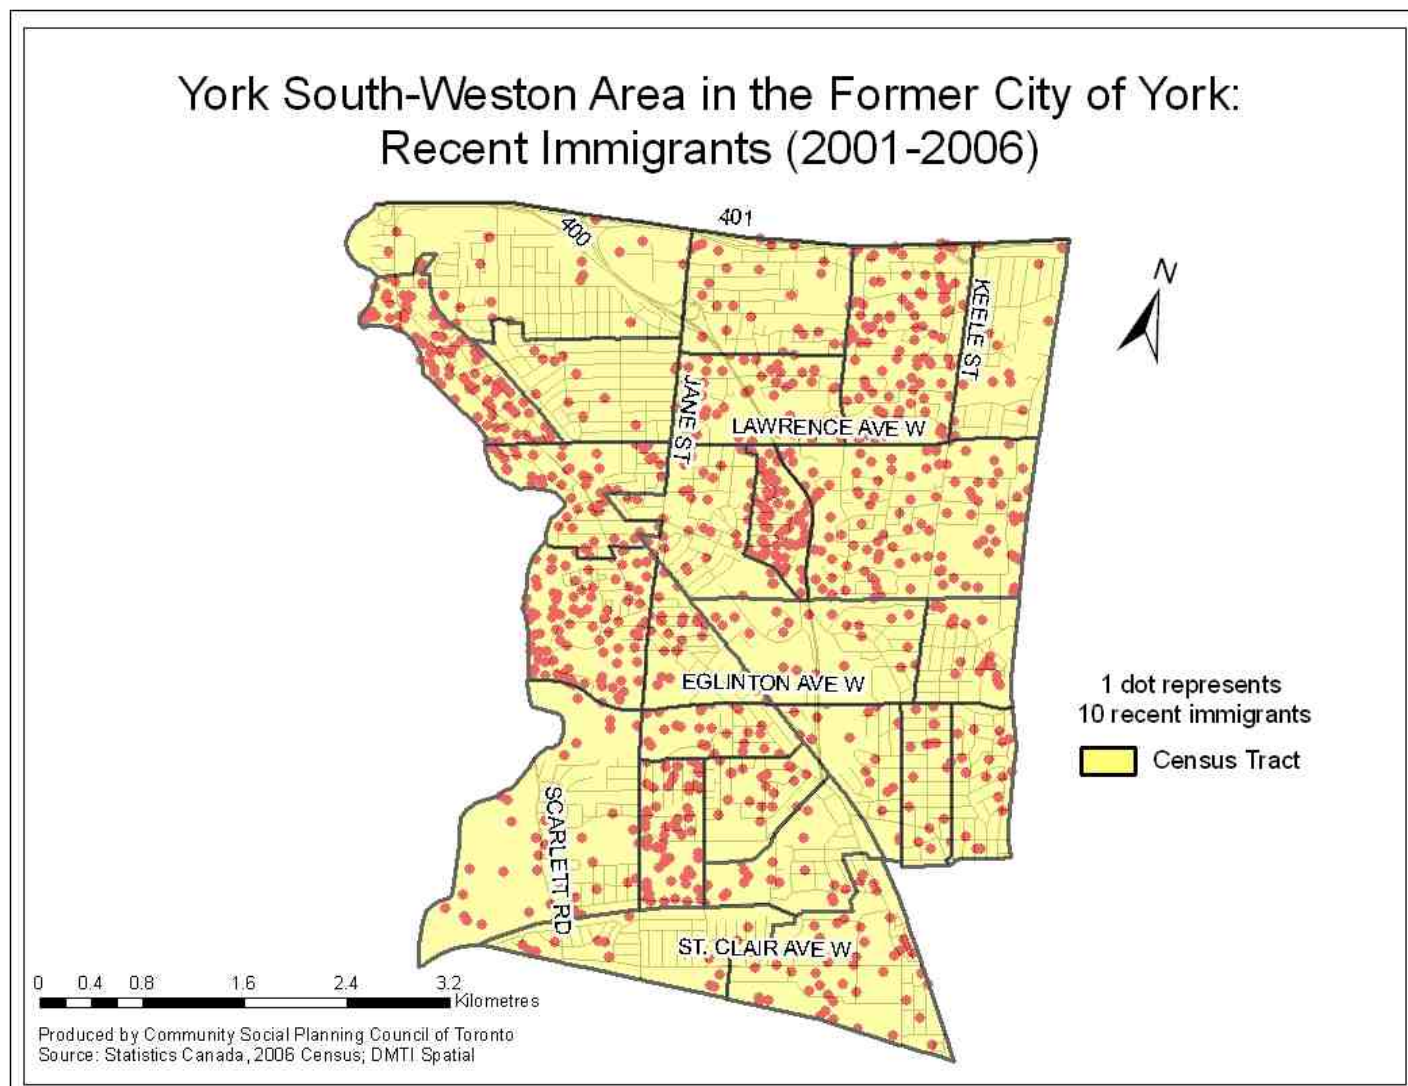 York South-Weston Area in the Former City of York:
Recent Immigrants (2001-2006)
401
400
N
KEELE ST
JANE ST
LAWRENCE AVE W
EGLINTON AVE W
1 dot represents
10 recent immigrants
Census Tract
SCARLETT RD
ST. CLAIR AVE W
0 0.4 0.8 1.6 2.4 3.2
Kilometres
Produced by Community Social Planning Council of Toronto
Source: Statistics Canada, 2006 Census; DMTI Spatial